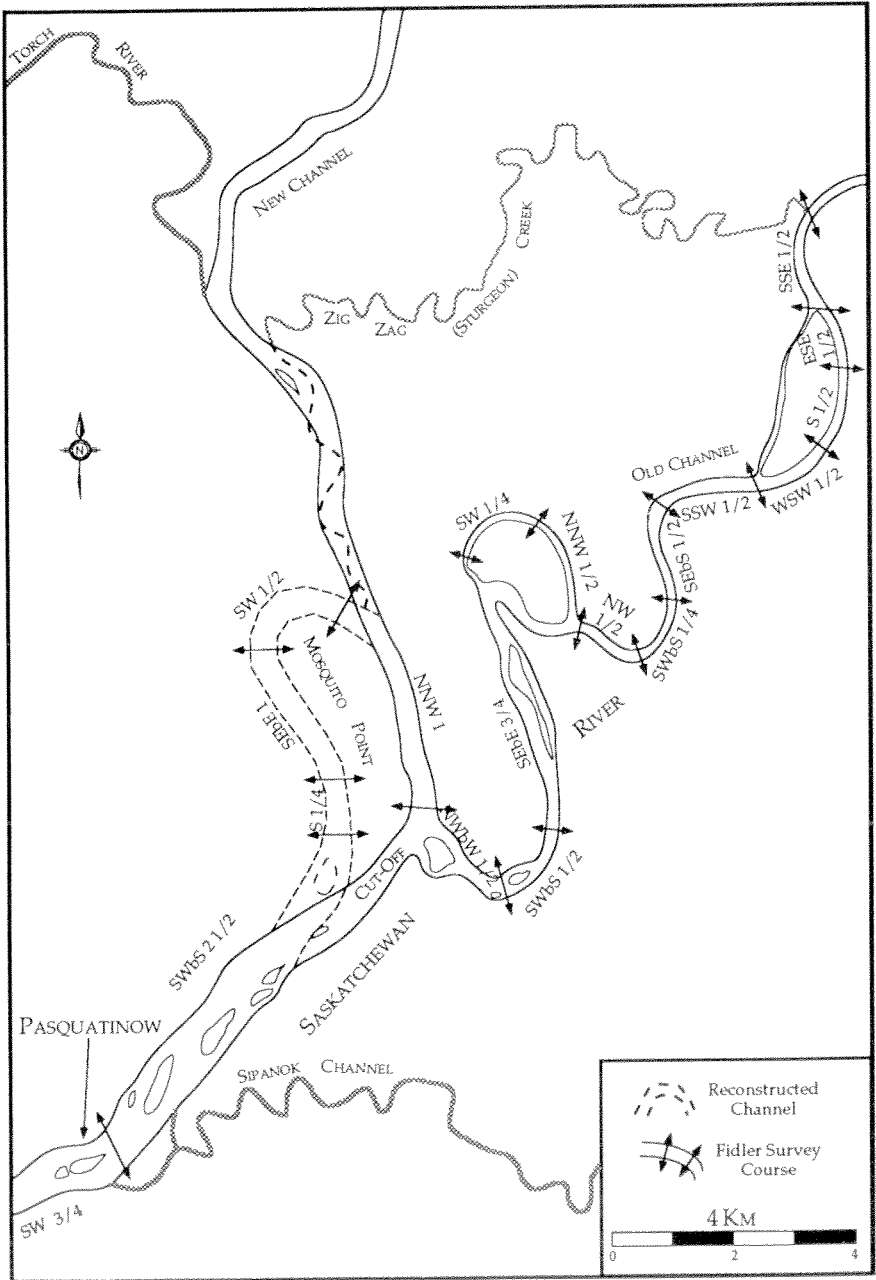 TORCH RIVER
NEW CHANNEL
CREEK
(STURGEON)
ZIG ZAG
SSE 1/2
ESE 1/2
S 1/2
WSW 1/2
OLD CHANNEL
SSW 1/2
SEbS 1/2
SWbS 1/4
NW 1/2
NNW 1/2
SW 1/4
N
SW 1/2
MOSQUITO POINT
SEbE 1
S 1/4
NNW 1
SEbE 3/4
RIVER
NWbW 1/2
SWbS 1/2
CUT-OFF
SWbS 2 1/2
SASKATCHEWAN
PASQUATINOW
SIPANOK CHANNEL
SW 3/4
Reconstructed
Channel
Fidler Survey
Course
4 KM
0 2 4